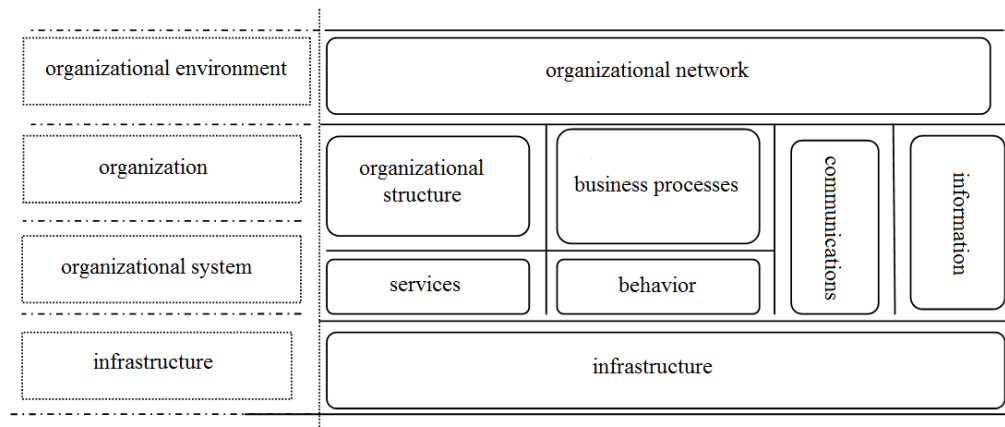 organizational environment
organizational network
organization
organizational
structure
business processes
communications
information
organizational system
services
behavior
infrastructure
infrastructure